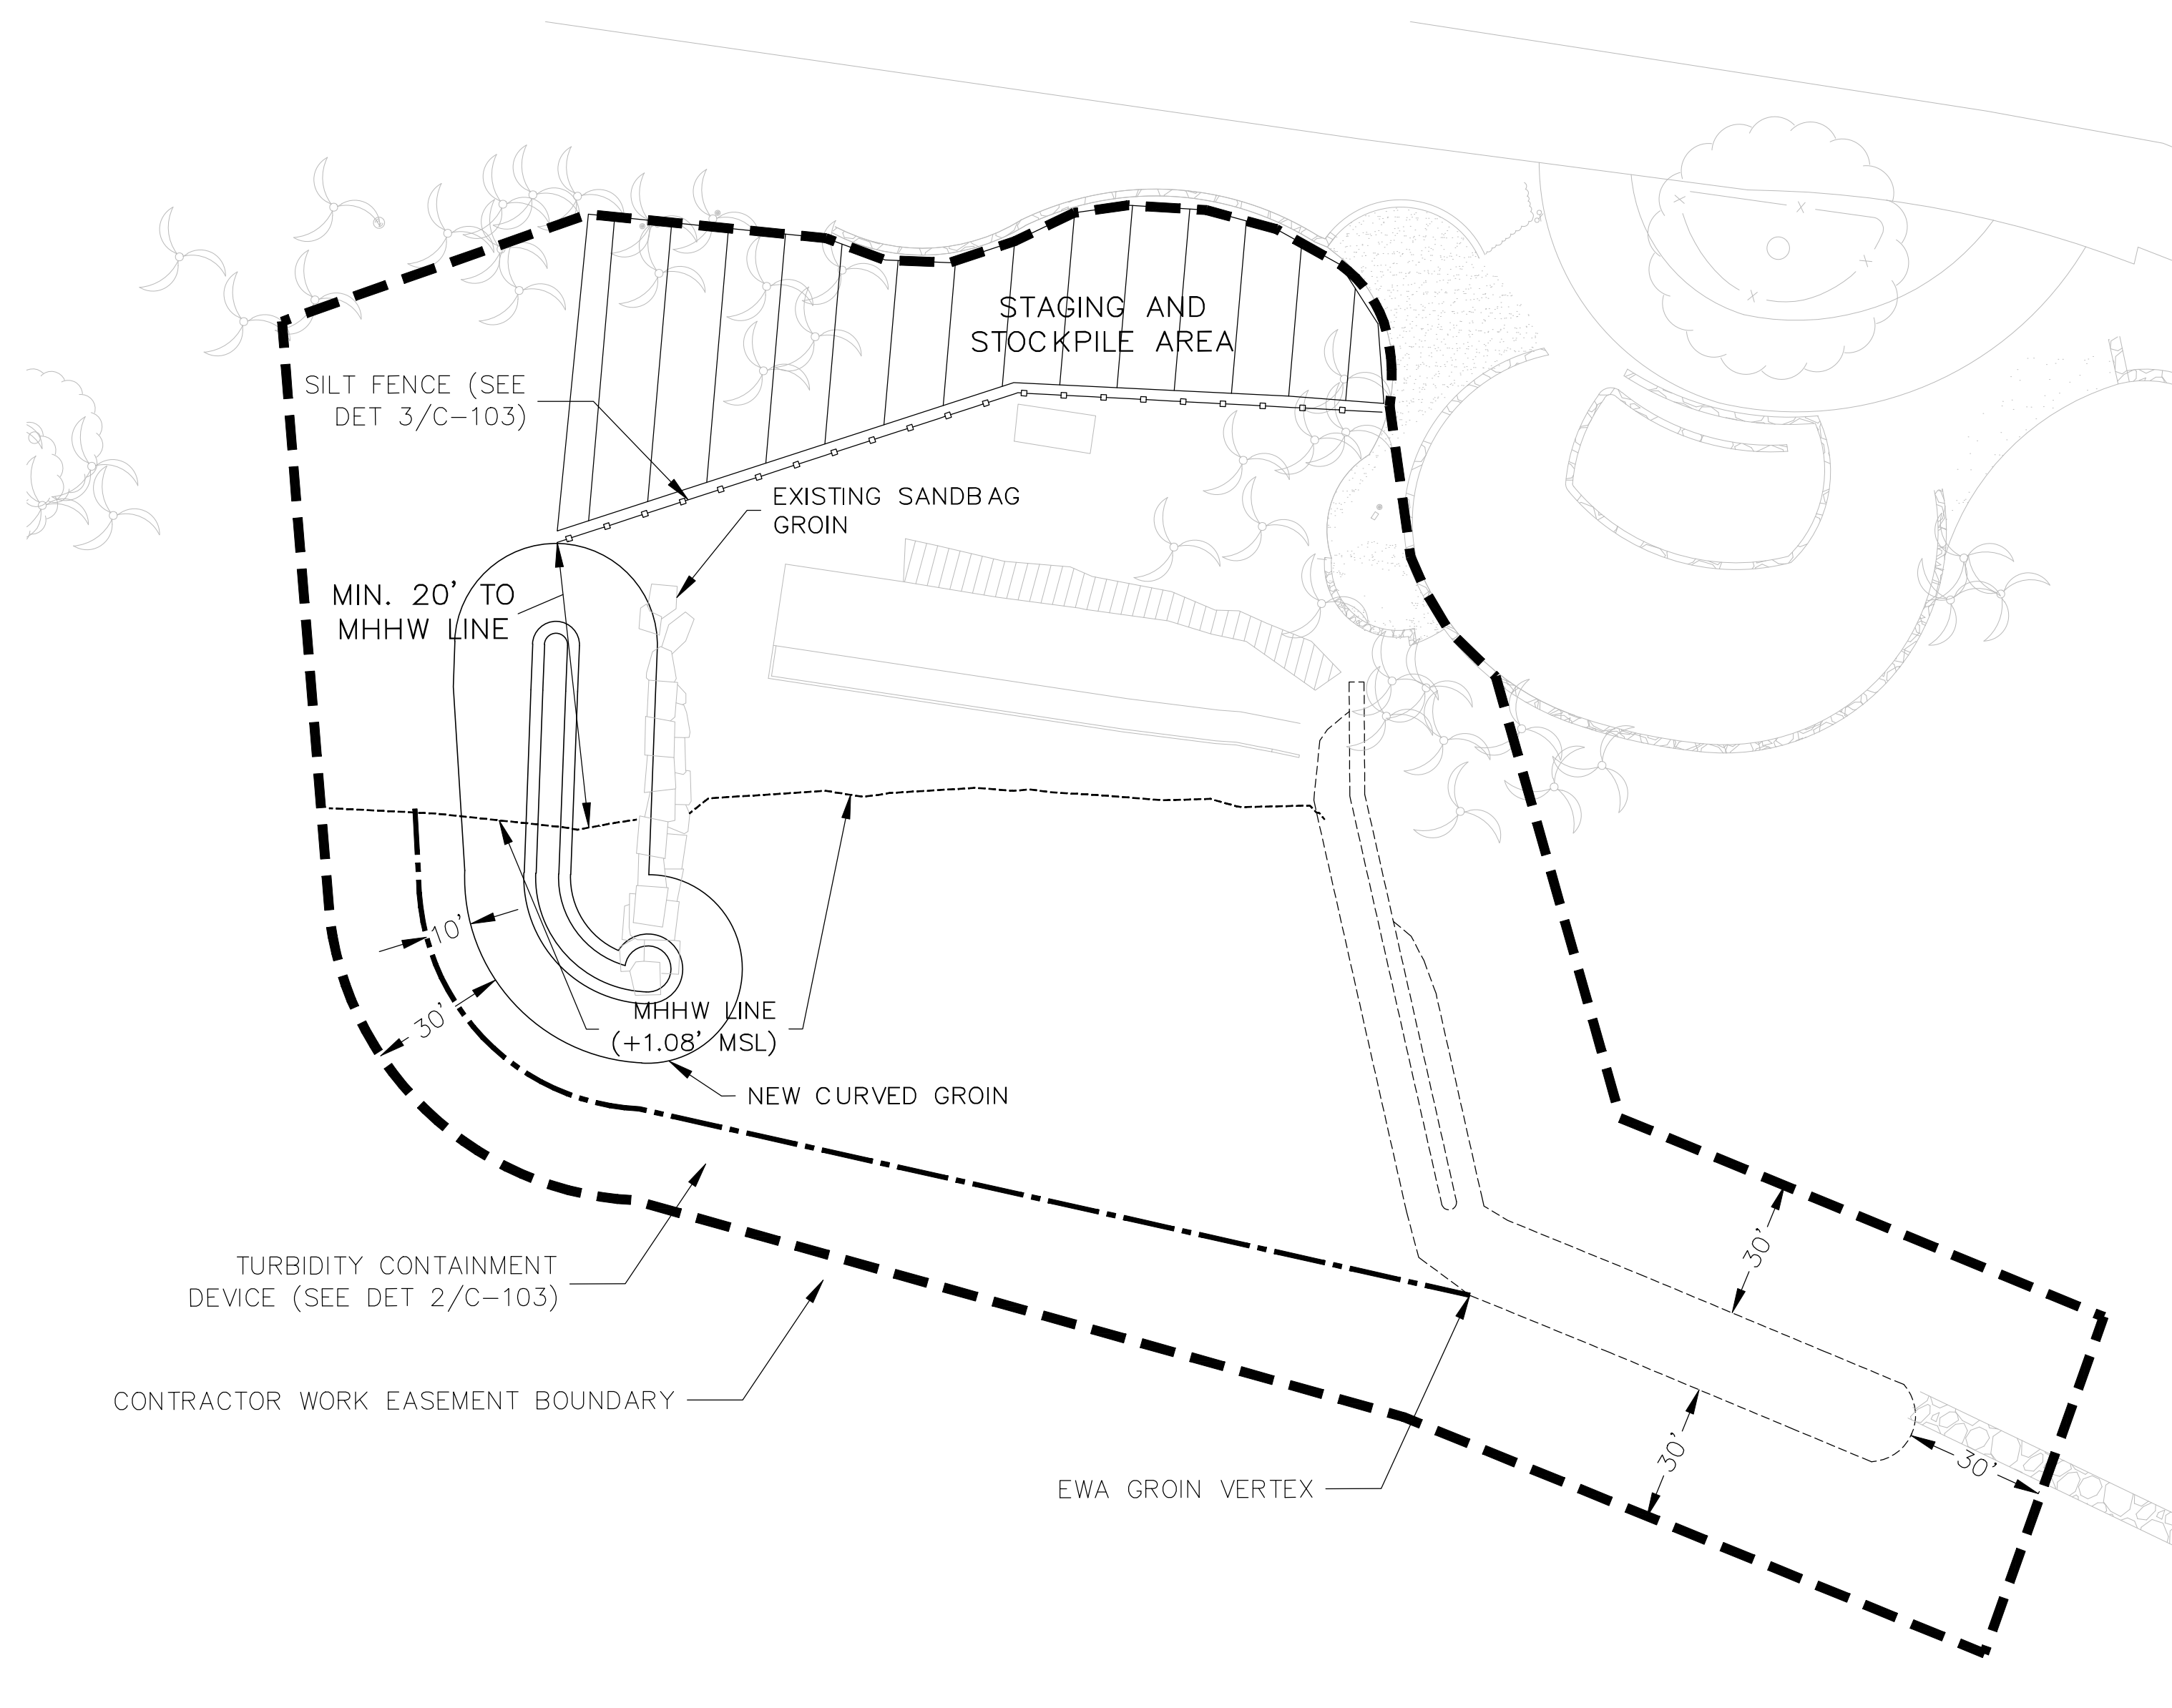 STAGING AND
STOCKPILE AREA
SILT FENCE (SEE
DET 3/C-103)
EXISTING SANDBAG
GROIN
MIN. 20' TO
MHHW LINE
10'
30'
MHHW LINE
(+1.08' MSL)
NEW CURVED GROIN
TURBIDITY CONTAINMENT
DEVICE (SEE DET 2/C-103)
CONTRACTOR WORK EASEMENT BOUNDARY
EWA GROIN VERTEX
30'
30'
30'